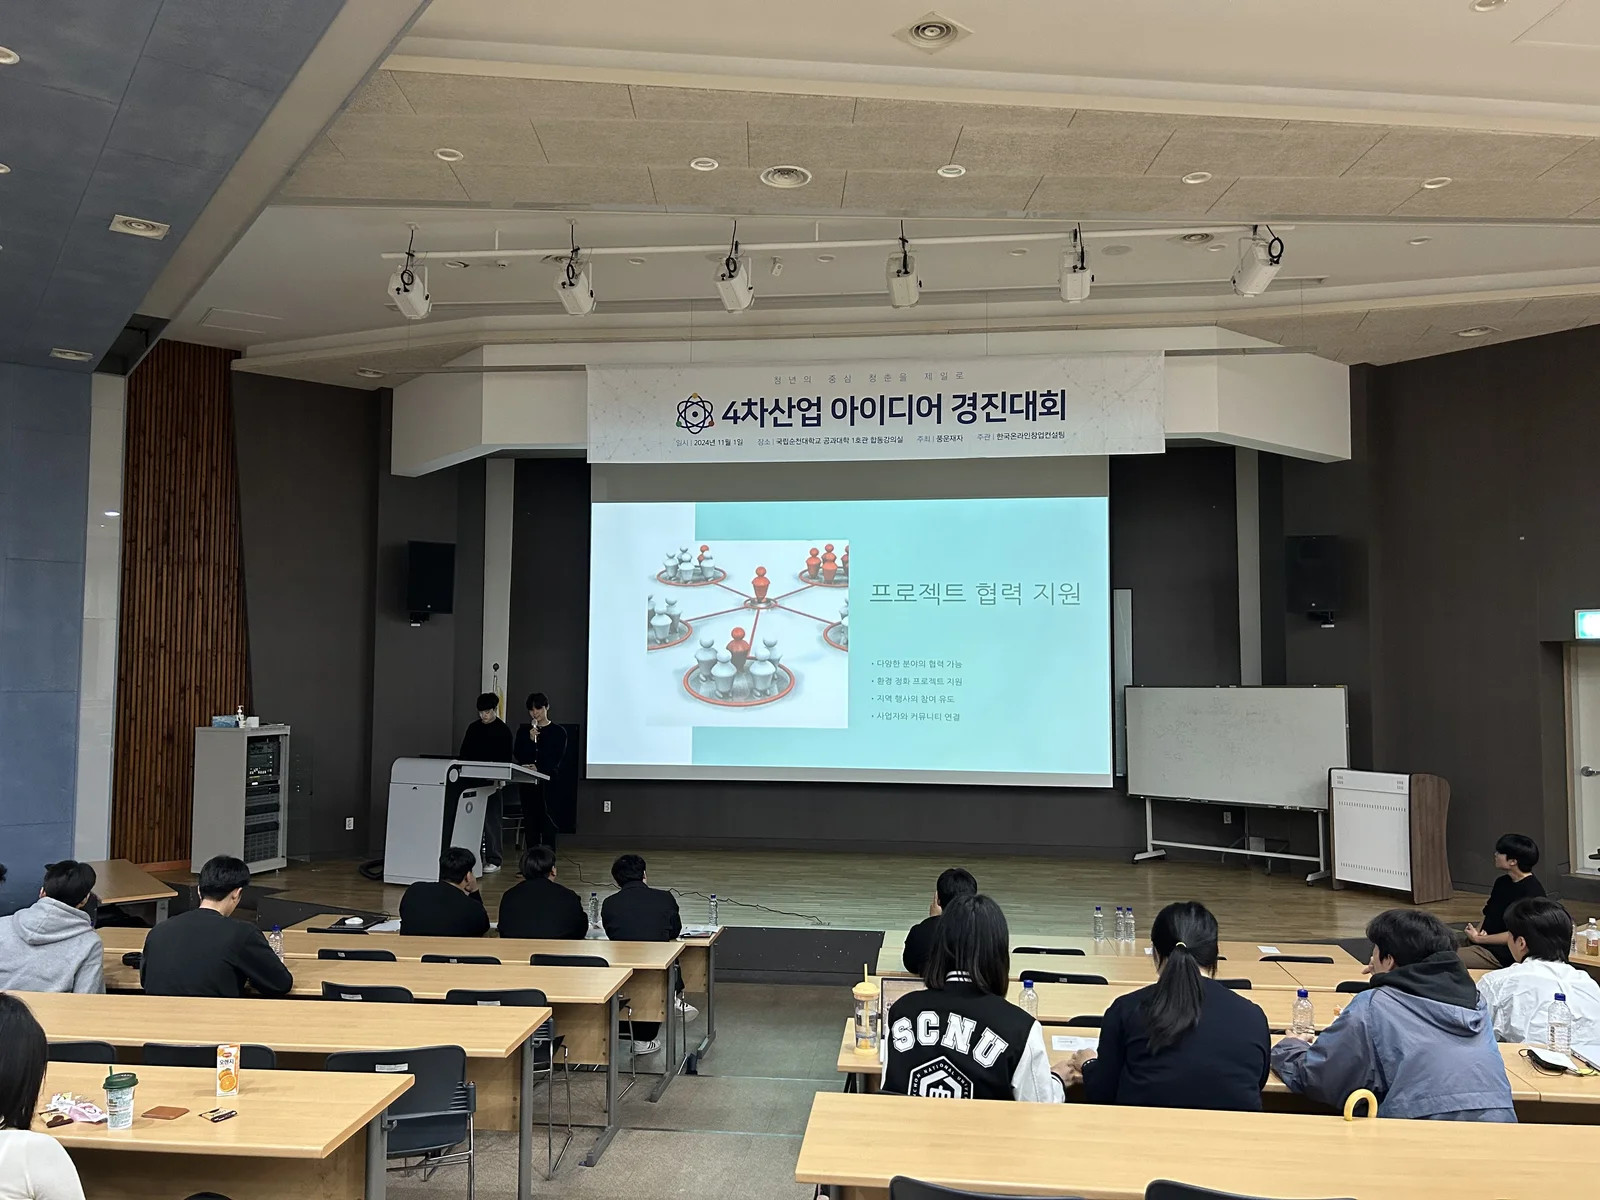 청년의 중심 청춘을 제일로
4차산업 아이디어 경진대회
일시 | 2024년 11월 1일 장소 | 국립순천대학교 공과대학 1호관 합동강의실 주최 | 풍운재자 주관 | 한국온라인창업컨설팅
프로젝트 협력 지원
• 다양한 분야의 협력 가능
• 환경 정화 프로젝트 지원
• 지역 행사의 참여 유도
• 사업자와 커뮤니티 연결
SCNU
오렌지